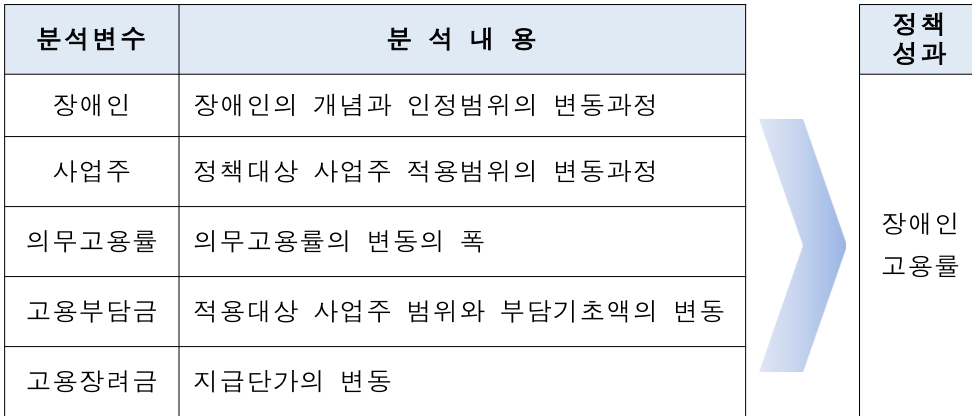 분석변수
분 석 내 용
장애인
장애인의 개념과 인정범위의 변동과정
사업주
정책대상 사업주 적용범위의 변동과정
의무고용률
의무고용률의 변동의 폭
고용부담금
적용대상 사업주 범위와 부담기초액의 변동
고용장려금
지급단가의 변동
정책
성과
장애인
고용률